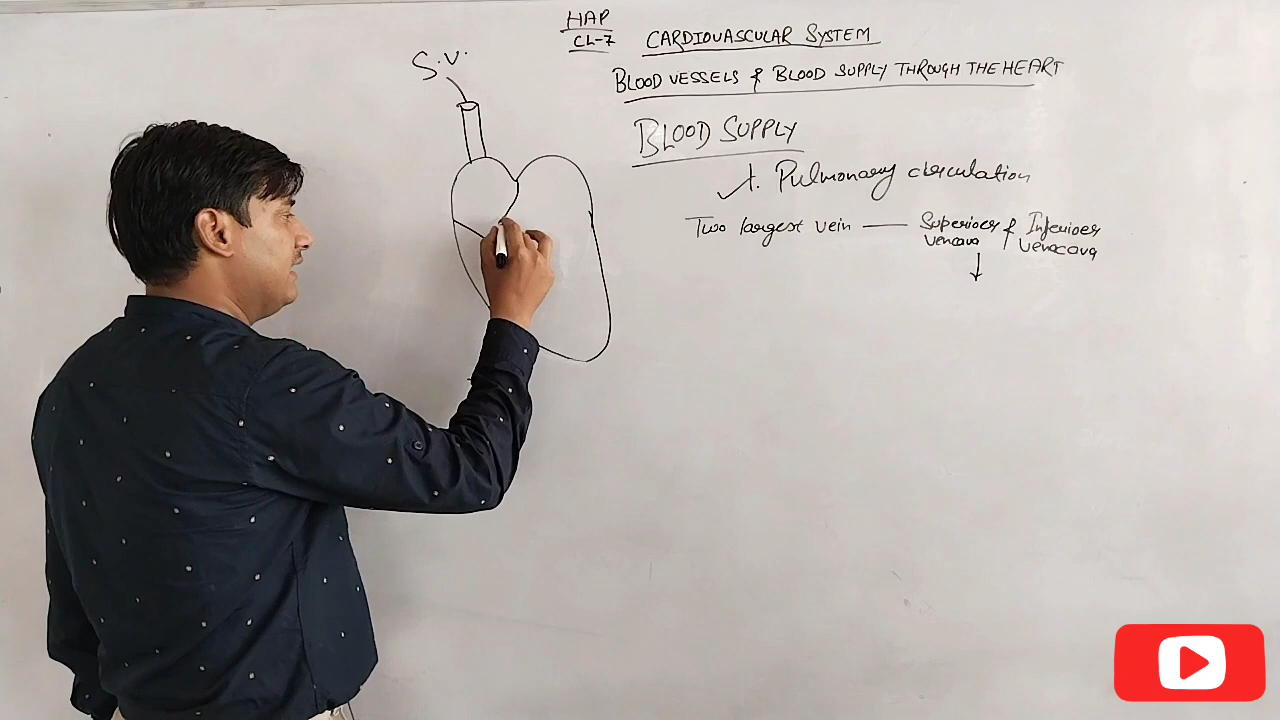 HAP
CL-7
CARDIOVASCULAR SYSTEM
BLOOD VESSELS & BLOOD SUPPLY THROUGH THE HEART
S.V.
BLOOD SUPPLY
1. Pulmonary circulation
Two largest vein — Superior & Inferior
vencava venacava